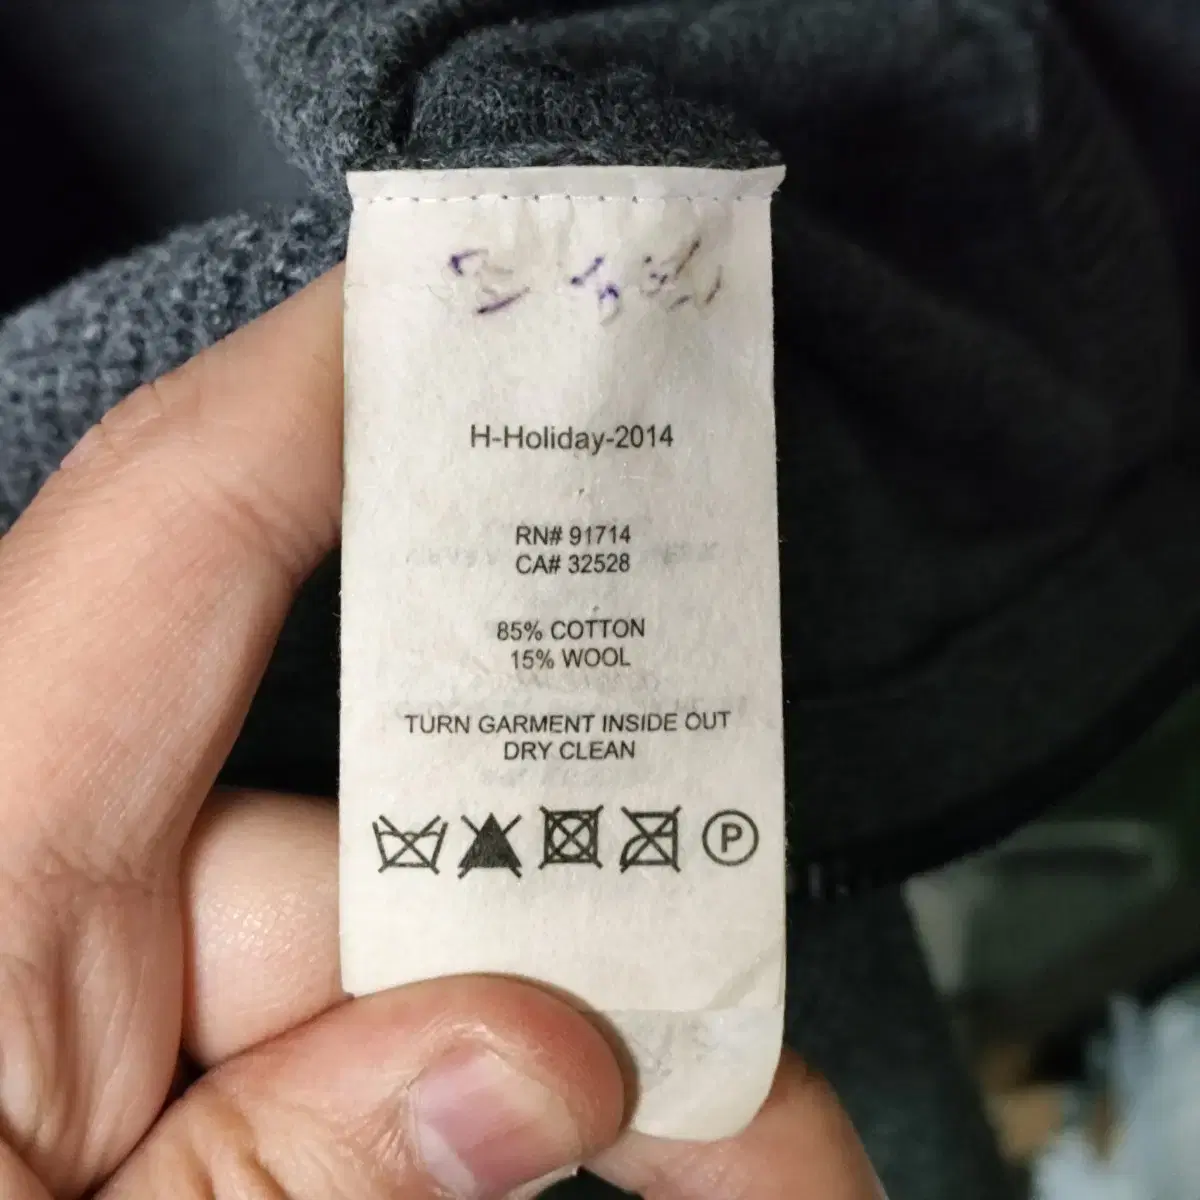 H-Holiday-2014
RN# 91714
CA# 32528
85% COTTON
15% WOOL
TURN GARMENT INSIDE OUT
DRY CLEAN
P